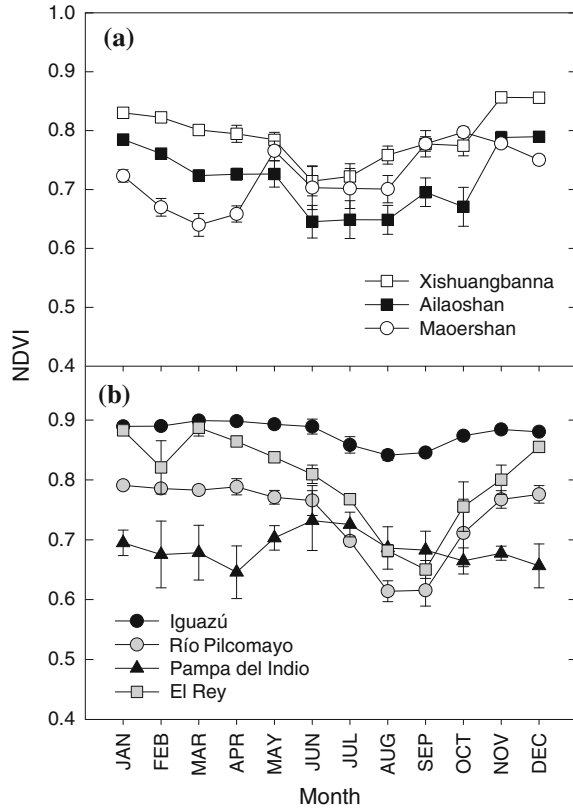 1.0
(a)
0.9
0.8
0.7
0.6
0.5
0.4
Xishuangbanna
Ailaoshan
Maoershan
NDVI
(b)
0.9
0.8
0.7
0.6
0.5
0.4
Iguazú
Río Pilcomayo
Pampa del Indio
El Rey
JAN
FEB
MAR
APR
MAY
JUN
JUL
AUG
SEP
OCT
NOV
DEC
Month